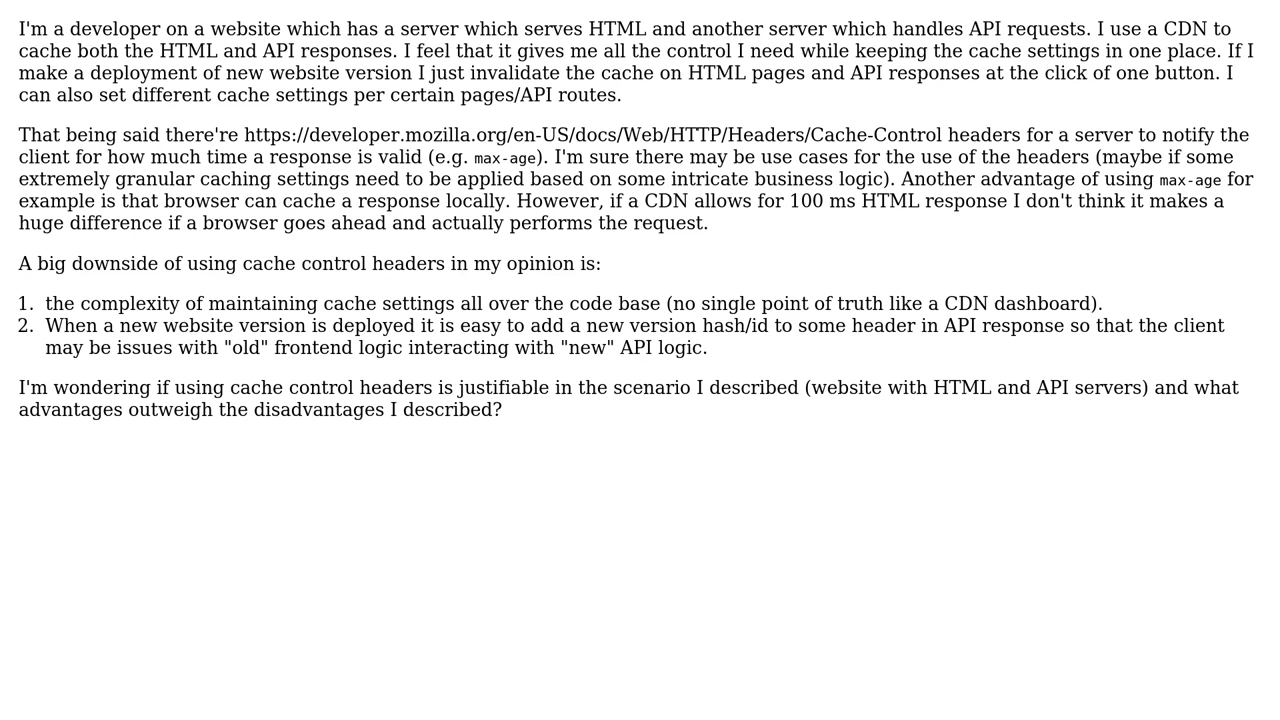 I'm a developer on a website which has a server which serves HTML and another server which handles API requests. I use a CDN to
cache both the HTML and API responses. I feel that it gives me all the control I need while keeping the cache settings in one place. If I
make a deployment of new website version I just invalidate the cache on HTML pages and API responses at the click of one button. I
can also set different cache settings per certain pages/API routes.
That being said there're https://developer.mozilla.org/en-US/docs/Web/HTTP/Headers/Cache-Control headers for a server to notify the
client for how much time a response is valid (e.g. max-age). I'm sure there may be use cases for the use of the headers (maybe if some
extremely granular caching settings need to be applied based on some intricate business logic). Another advantage of using max-age for
example is that browser can cache a response locally. However, if a CDN allows for 100 ms HTML response I don't think it makes a
huge difference if a browser goes ahead and actually performs the request.
A big downside of using cache control headers in my opinion is:
1. the complexity of maintaining cache settings all over the code base (no single point of truth like a CDN dashboard).
2. When a new website version is deployed it is easy to add a new version hash/id to some header in API response so that the client
may be issues with "old" frontend logic interacting with "new" API logic.
I'm wondering if using cache control headers is justifiable in the scenario I described (website with HTML and API servers) and what
advantages outweigh the disadvantages I described?